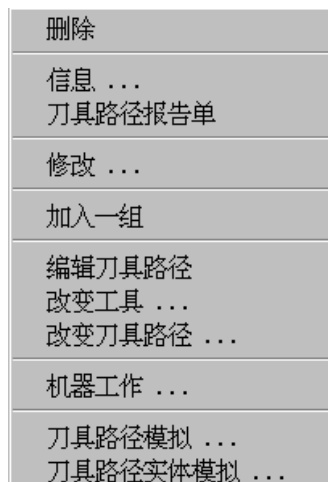 删除
信息 ...
刀具路径报告单
修改 ...
加入一组
编辑刀具路径
改变工具 ...
改变刀具路径 ...
机器工作 ...
刀具路径模拟 ...
刀具路径实体模拟 ...